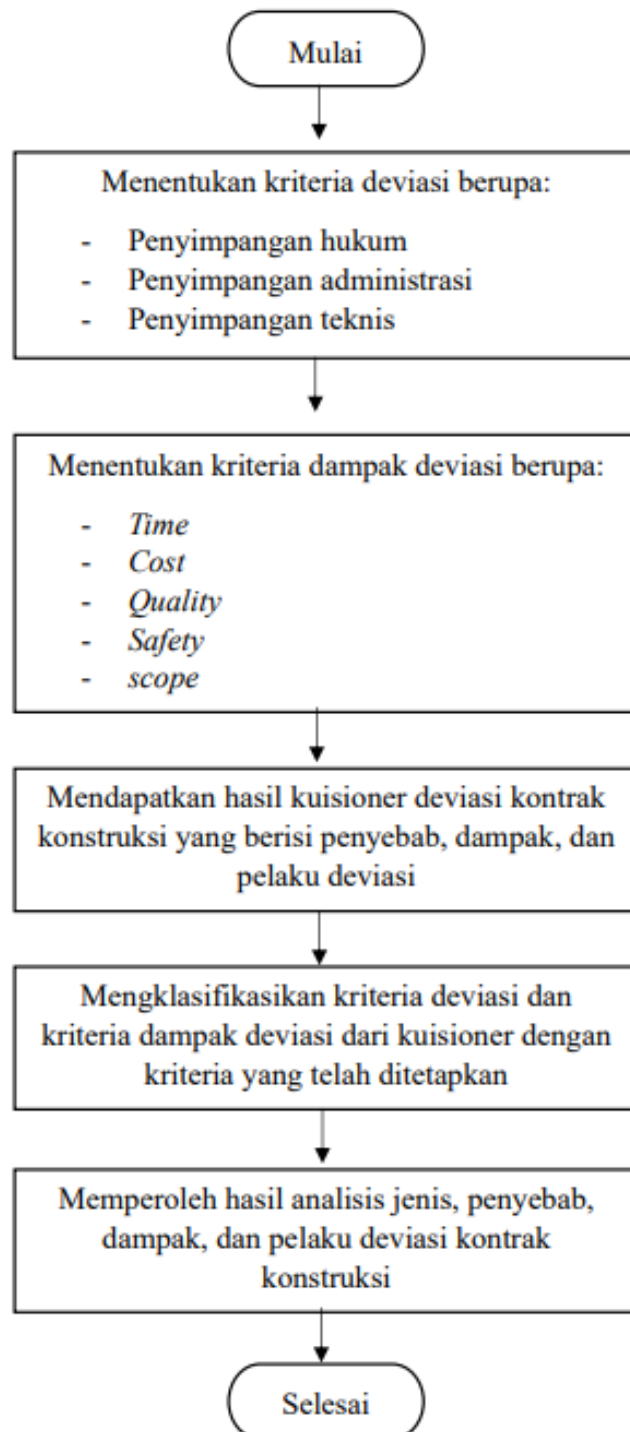 Mulai
Menentukan kriteria deviasi berupa:
- Penyimpangan hukum
- Penyimpangan administrasi
- Penyimpangan teknis
Menentukan kriteria dampak deviasi berupa:
- Time
- Cost
- Quality
- Safety
- scope
Mendapatkan hasil kuisioner deviasi kontrak
konstruksi yang berisi penyebab, dampak, dan
pelaku deviasi
Mengklasifikasikan kriteria deviasi dan
kriteria dampak deviasi dari kuisioner dengan
kriteria yang telah ditetapkan
Memperoleh hasil analisis jenis, penyebab,
dampak, dan pelaku deviasi kontrak
konstruksi
Selesai